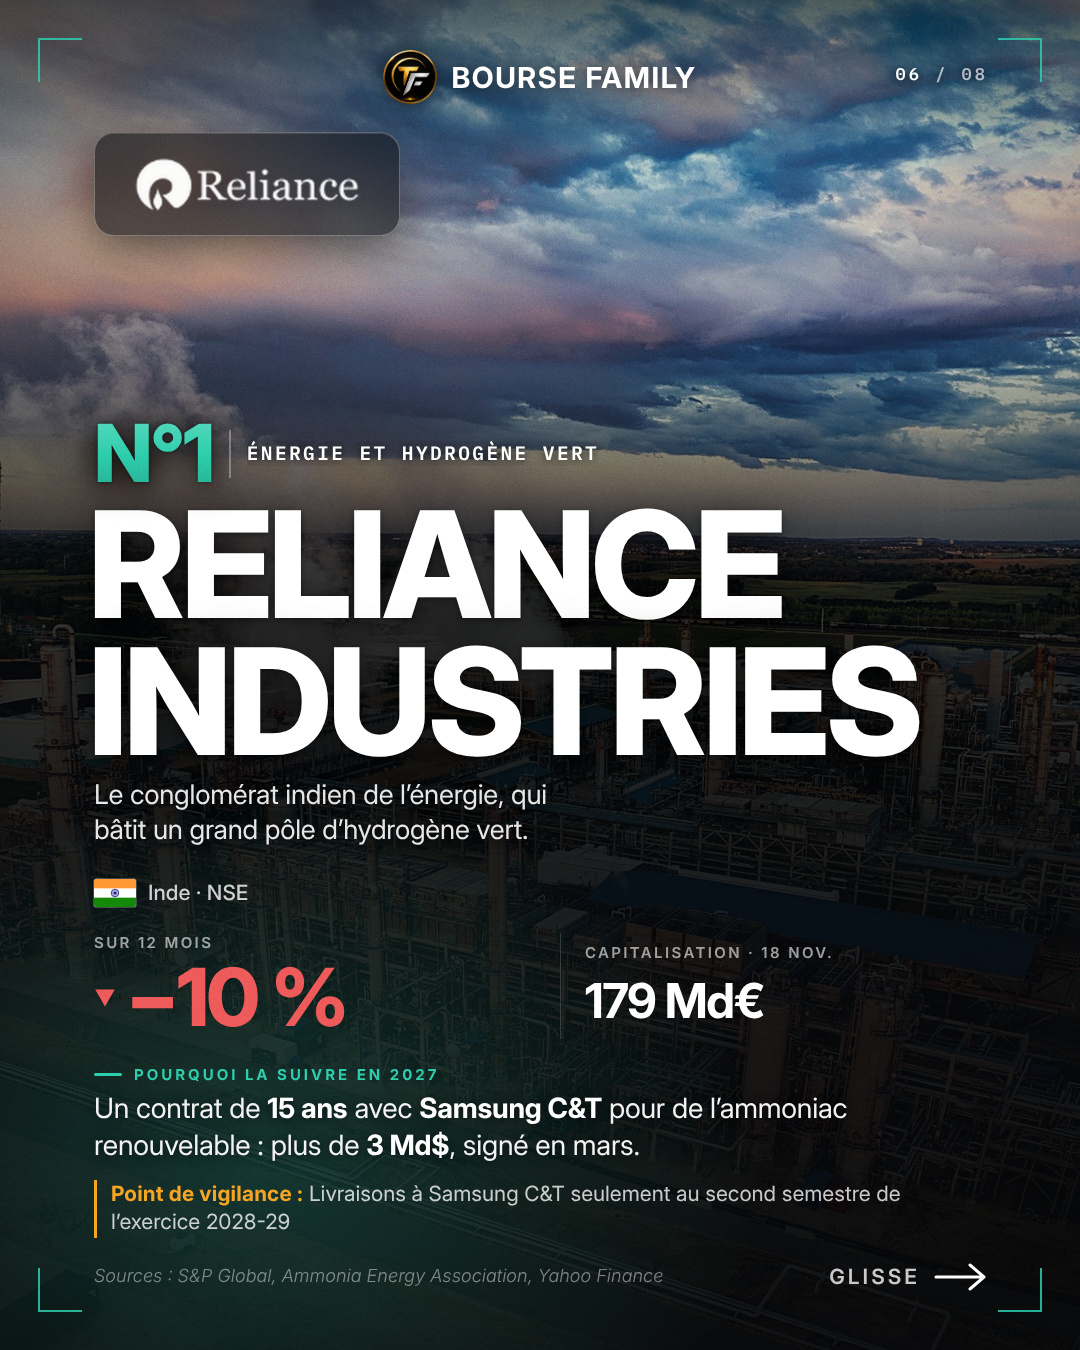 BOURSE FAMILY
06 / 08
Reliance
N°1
ÉNERGIE ET HYDROGÈNE VERT
RELIANCE
INDUSTRIES
Le conglomérat indien de l’énergie, qui
bâtit un grand pôle d’hydrogène vert.
Inde · NSE
SUR 12 MOIS
▼ –10 %
CAPITALISATION · 18 NOV.
179 Md€
POURQUOI LA SUIVRE EN 2027
Un contrat de 15 ans avec Samsung C&T pour de l’ammoniac
renouvelable : plus de 3 Md$, signé en mars.
Point de vigilance : Livraisons à Samsung C&T seulement au second semestre de
l’exercice 2028-29
Sources : S&P Global, Ammonia Energy Association, Yahoo Finance
GLISSE →